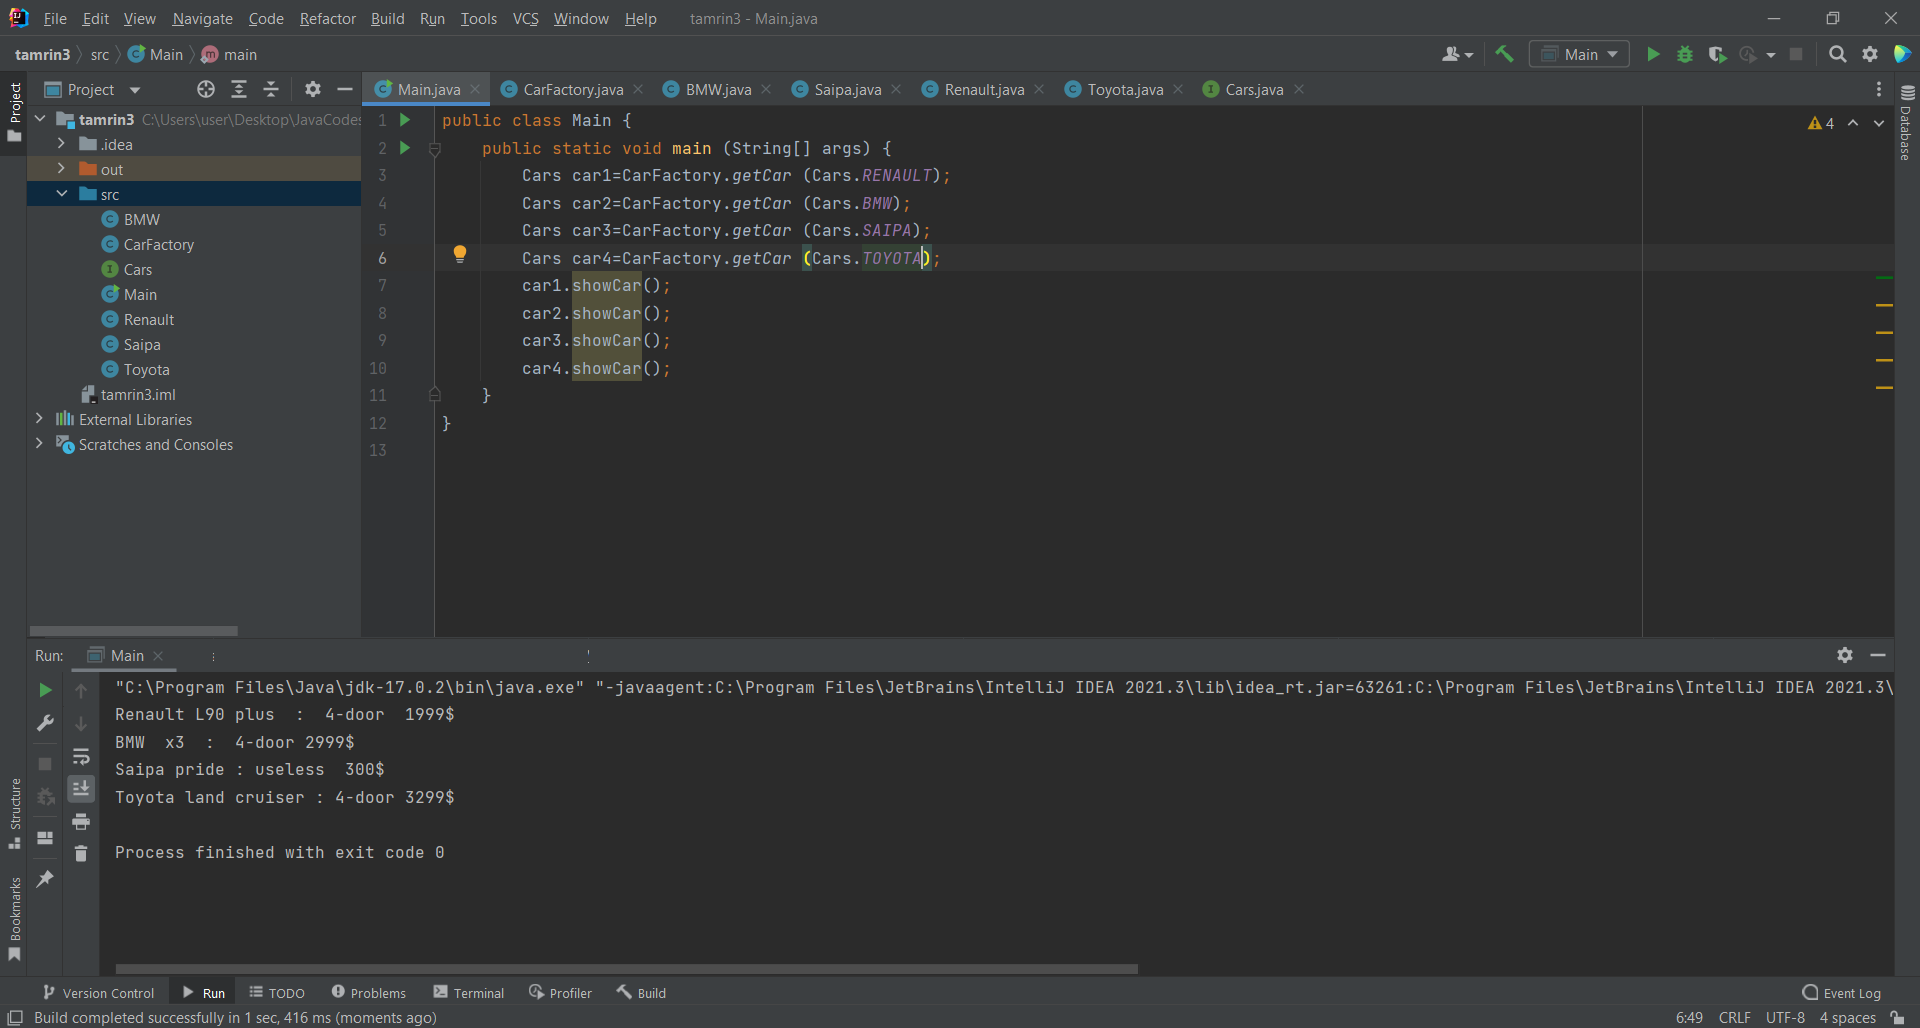 File Edit View Navigate Code Refactor Build Run Tools VCS Window Help tamrin3 - Main.java
tamrin3 src Main main
Main
Project
Main.java CarFactory.java BMW.java Saipa.java Renault.java Toyota.java Cars.java
Project
Database
tamrin3 C:\Users\user\Desktop\JavaCodes
.idea
out
src
BMW
CarFactory
Cars
Main
Renault
Saipa
Toyota
tamrin3.iml
External Libraries
Scratches and Consoles
4
1 public class Main {
2 public static void main (String[] args) {
3 Cars car1=CarFactory.getCar (Cars.RENAULT);
4 Cars car2=CarFactory.getCar (Cars.BMW);
5 Cars car3=CarFactory.getCar (Cars.SAIPA);
6 Cars car4=CarFactory.getCar (Cars.TOYOTA);
7 car1.showCar();
8 car2.showCar();
9 car3.showCar();
10 car4.showCar();
11 }
12 }
13
Run: Main
"C:\Program Files\Java\jdk-17.0.2\bin\java.exe" "-javaagent:C:\Program Files\JetBrains\IntelliJ IDEA 2021.3\lib\idea_rt.jar=63261:C:\Program Files\JetBrains\IntelliJ IDEA 2021.3\
Renault L90 plus  :  4-door  1999$
BMW  x3  :  4-door 2999$
Saipa pride : useless  300$
Toyota land cruiser : 4-door 3299$
Process finished with exit code 0
Structure
Bookmarks
Version Control Run TODO Problems Terminal Profiler Build Event Log
Build completed successfully in 1 sec, 416 ms (moments ago) 6:49 CRLF UTF-8 4 spaces